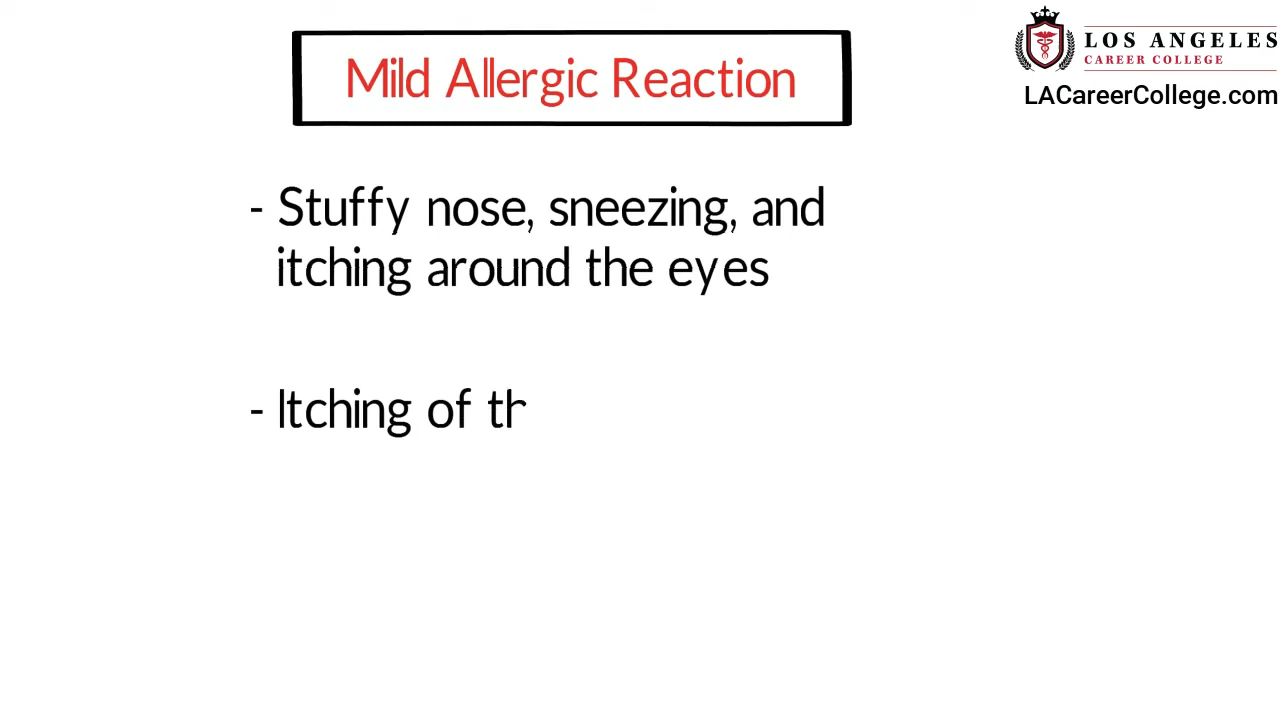 LOS ANGELES
CAREER COLLEGE
LACareerCollege.com
Mild Allergic Reaction
- Stuffy nose, sneezing, and
itching around the eyes
- Itching of th